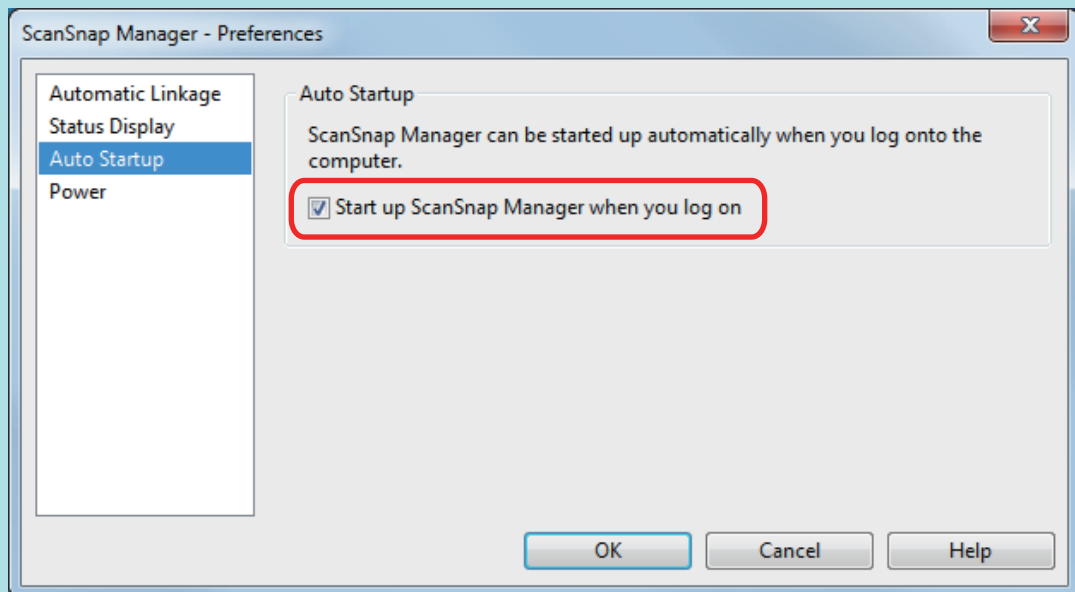 ScanSnap Manager - Preferences
Automatic Linkage
Status Display
Auto Startup
Power
Auto Startup
ScanSnap Manager can be started up automatically when you log onto the
computer.
Start up ScanSnap Manager when you log on
OK
Cancel
Help